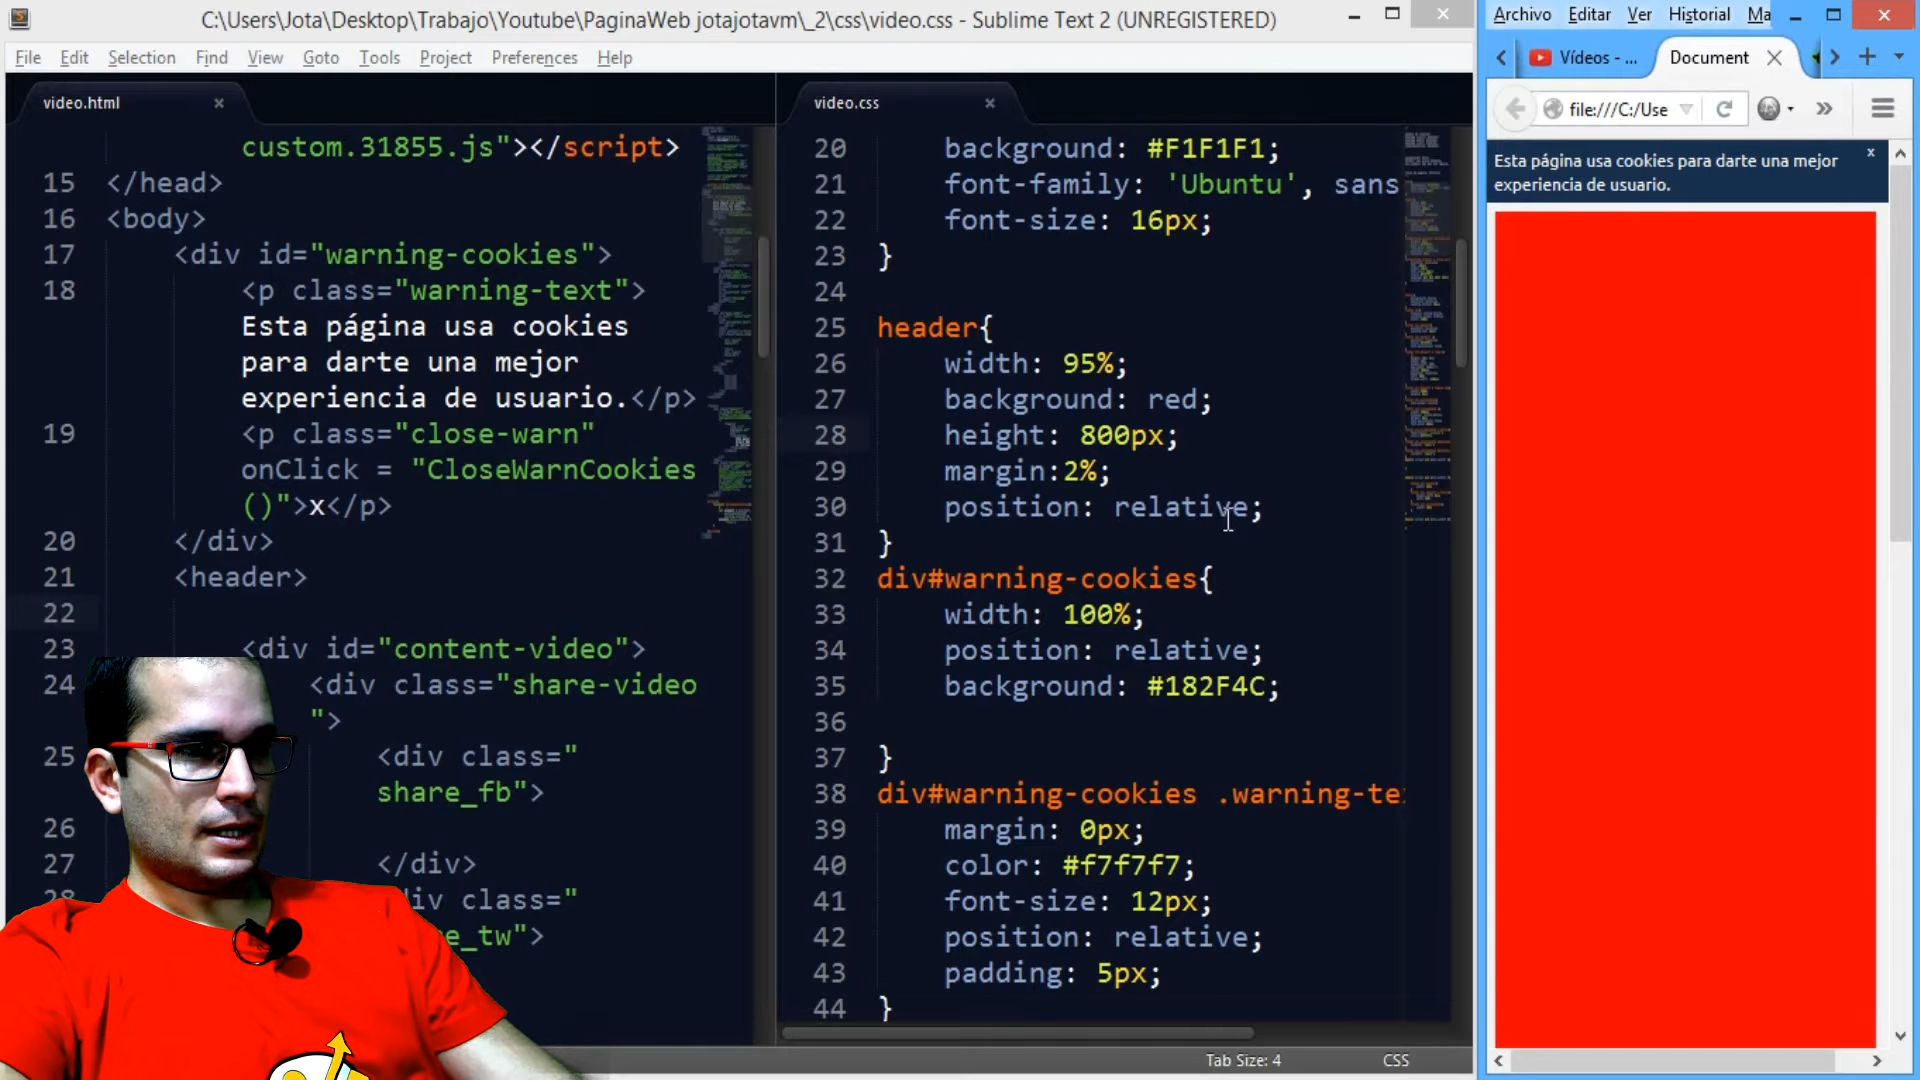 C:\Users\Jota\Desktop\Trabajo\Youtube\PaginaWeb jotajotavm\_2\css\video.css - Sublime Text 2 (UNREGISTERED)
File Edit Selection Find View Goto Tools Project Preferences Help
video.html ×
custom.31855.js"></script>
15 </head>
16 <body>
17 <div id="warning-cookies">
18 <p class="warning-text">
Esta página usa cookies
para darte una mejor
experiencia de usuario.</p>
19 <p class="close-warn"
onClick = "CloseWarnCookies
()">x</p>
20 </div>
21 <header>
22
23 <div id="content-video">
24 <div class="share-video
">
25 <div class="
share_fb">
26
27 </div>
28 div class="
e_tw">
video.css ×
20 background: #F1F1F1;
21 font-family: 'Ubuntu', sans
22 font-size: 16px;
23 }
24
25 header{
26 width: 95%;
27 background: red;
28 height: 800px;
29 margin:2%;
30 position: relative;
31 }
32 div#warning-cookies{
33 width: 100%;
34 position: relative;
35 background: #182F4C;
36
37 }
38 div#warning-cookies .warning-te
39 margin: 0px;
40 color: #f7f7f7;
41 font-size: 12px;
42 position: relative;
43 padding: 5px;
44 }
Tab Size: 4 CSS
Archivo Editar Ver Historial Ma
Vídeos - ... Document
file:///C:/Use
Esta página usa cookies para darte una mejor x
experiencia de usuario.